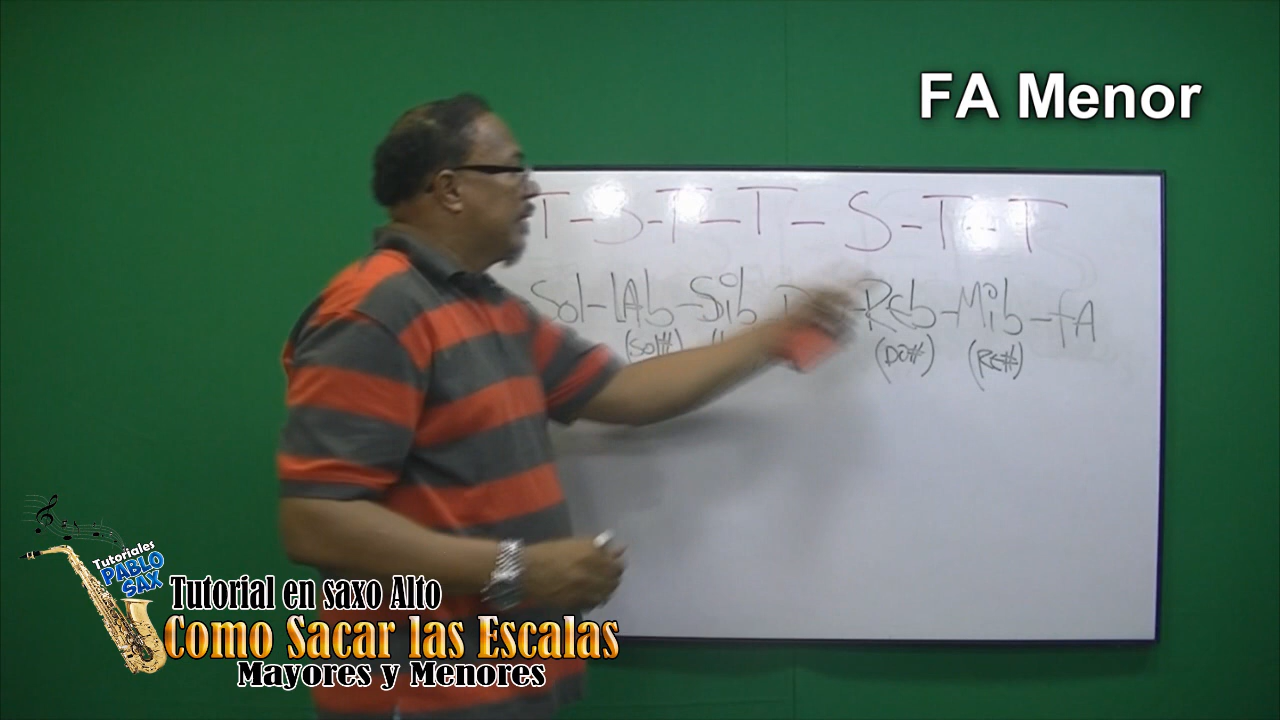 FA Menor
T - S - T - T - S - T - T
Sol - LAb - Sib - REb - Mib - fA
(Sol#) (DO#) (RE#)
Tutoriales
PABLO
SAX
Tutorial en saxo Alto
Como Sacar las Escalas
Mayores y Menores